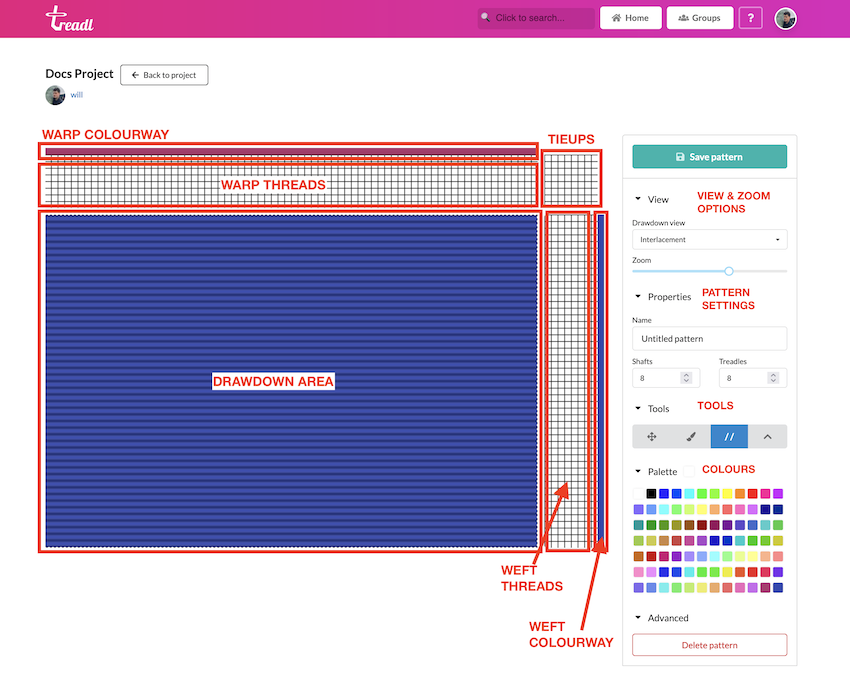 treadl
Click to search...
Home
Groups
?
Docs Project
Back to project
will
WARP COLOURWAY
TIEUPS
WARP THREADS
DRAWDOWN AREA
WEFT
THREADS
WEFT
COLOURWAY
Save pattern
View
VIEW & ZOOM
OPTIONS
Drawdown view
Interlacement
Zoom
Properties
PATTERN
SETTINGS
Name
Untitled pattern
Shafts
Treadles
8
8
Tools
TOOLS
Palette
COLOURS
Advanced
Delete pattern